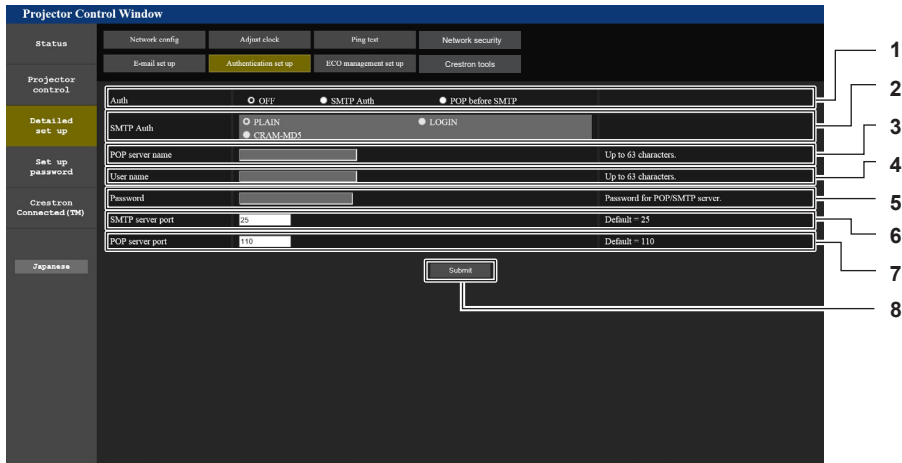 Projector Control Window
Status
Network config
Adjust clock
Ping test
Network security
E-mail set up
Authentication set up
ECO management set up
Crestron tools
Projector
control
Detailed
set up
Set up
password
Crestron
Connected(TM)
Japanese
Auth
OFF
SMTP Auth
POP before SMTP
1
SMTP Auth
PLAIN
LOGIN
CRAM-MD5
2
POP server name
Up to 63 characters.
3
User name
Up to 63 characters.
4
Password
Password for POP/SMTP server.
5
SMTP server port
25
Default = 25
6
POP server port
110
Default = 110
7
Submit
8